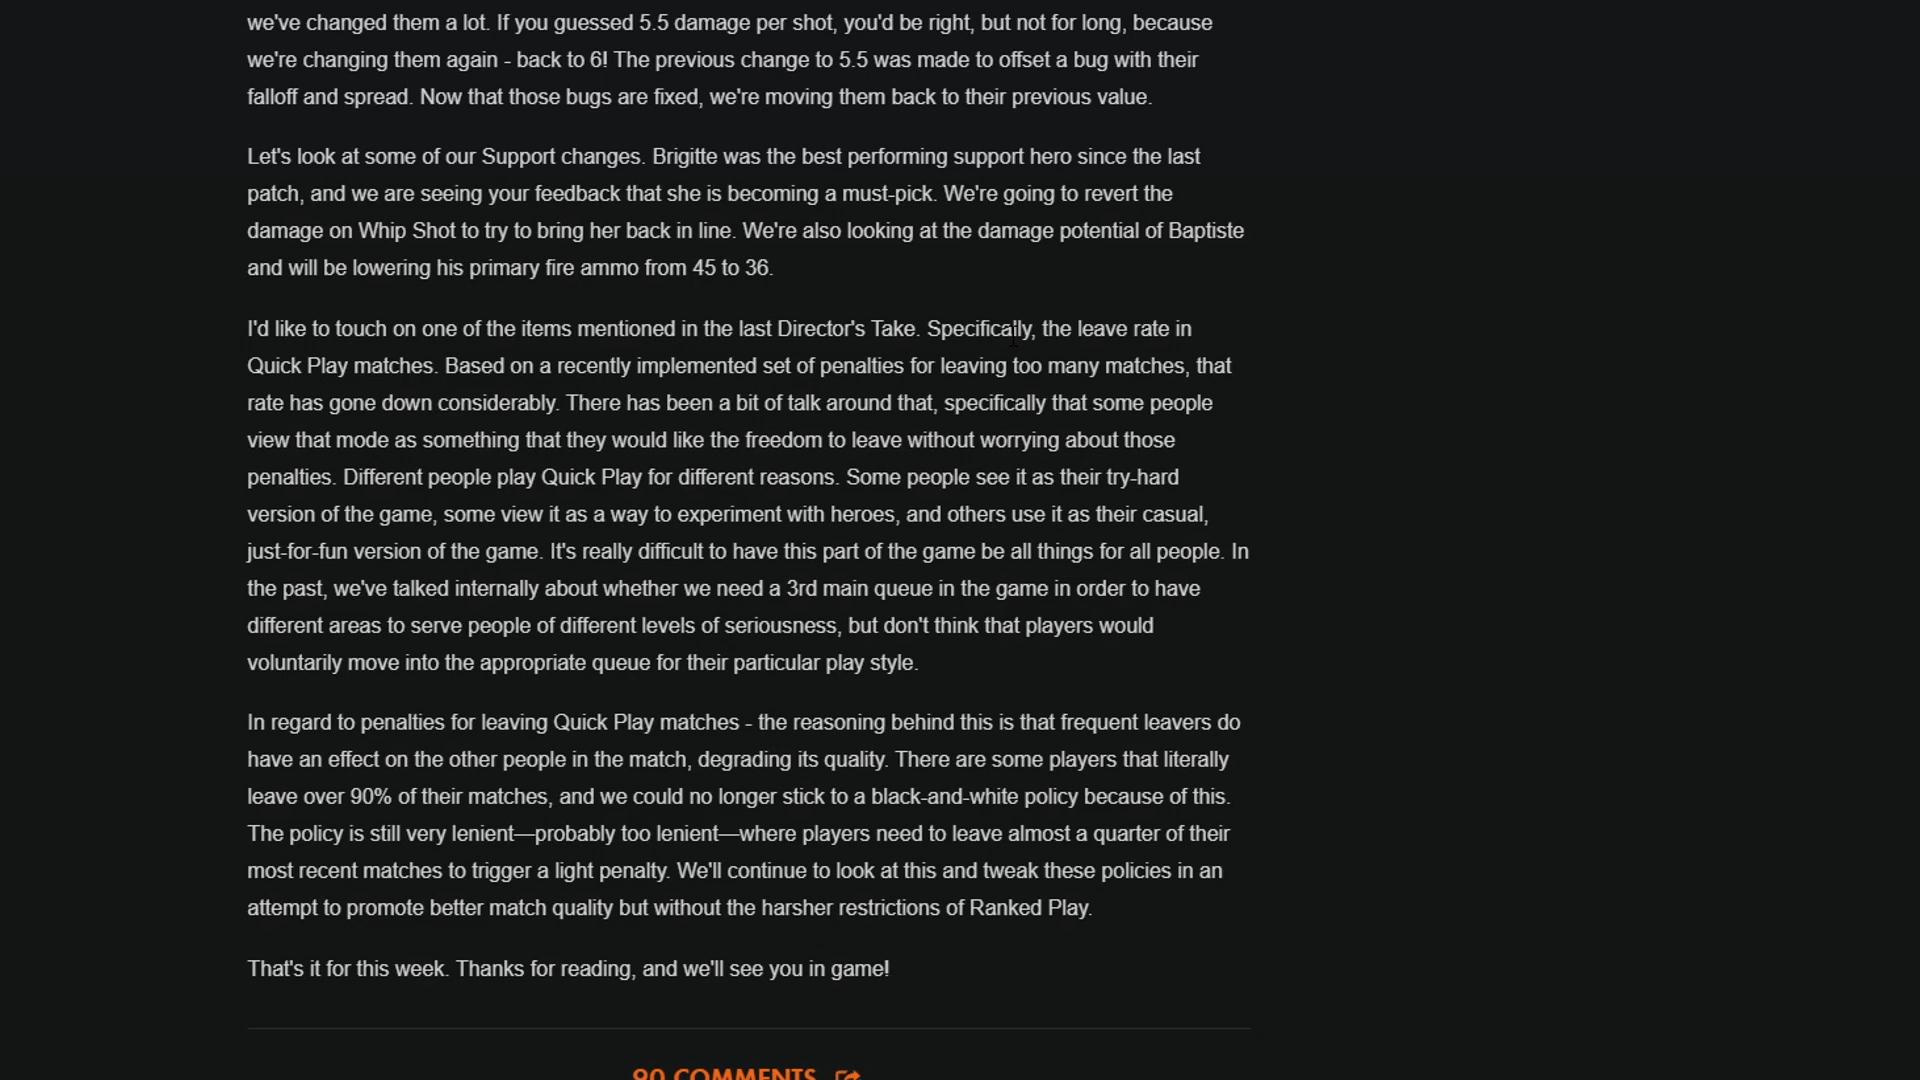 we've changed them a lot. If you guessed 5.5 damage per shot, you'd be right, but not for long, because
we're changing them again - back to 6! The previous change to 5.5 was made to offset a bug with their
falloff and spread. Now that those bugs are fixed, we're moving them back to their previous value.
Let's look at some of our Support changes. Brigitte was the best performing support hero since the last
patch, and we are seeing your feedback that she is becoming a must-pick. We're going to revert the
damage on Whip Shot to try to bring her back in line. We're also looking at the damage potential of Baptiste
and will be lowering his primary fire ammo from 45 to 36.
I'd like to touch on one of the items mentioned in the last Director's Take. Specifically, the leave rate in
Quick Play matches. Based on a recently implemented set of penalties for leaving too many matches, that
rate has gone down considerably. There has been a bit of talk around that, specifically that some people
view that mode as something that they would like the freedom to leave without worrying about those
penalties. Different people play Quick Play for different reasons. Some people see it as their try-hard
version of the game, some view it as a way to experiment with heroes, and others use it as their casual,
just-for-fun version of the game. It's really difficult to have this part of the game be all things for all people. In
the past, we've talked internally about whether we need a 3rd main queue in the game in order to have
different areas to serve people of different levels of seriousness, but don't think that players would
voluntarily move into the appropriate queue for their particular play style.
In regard to penalties for leaving Quick Play matches - the reasoning behind this is that frequent leavers do
have an effect on the other people in the match, degrading its quality. There are some players that literally
leave over 90% of their matches, and we could no longer stick to a black-and-white policy because of this.
The policy is still very lenient—probably too lenient—where players need to leave almost a quarter of their
most recent matches to trigger a light penalty. We'll continue to look at this and tweak these policies in an
attempt to promote better match quality but without the harsher restrictions of Ranked Play.
That's it for this week. Thanks for reading, and we'll see you in game!
90 COMMENTS